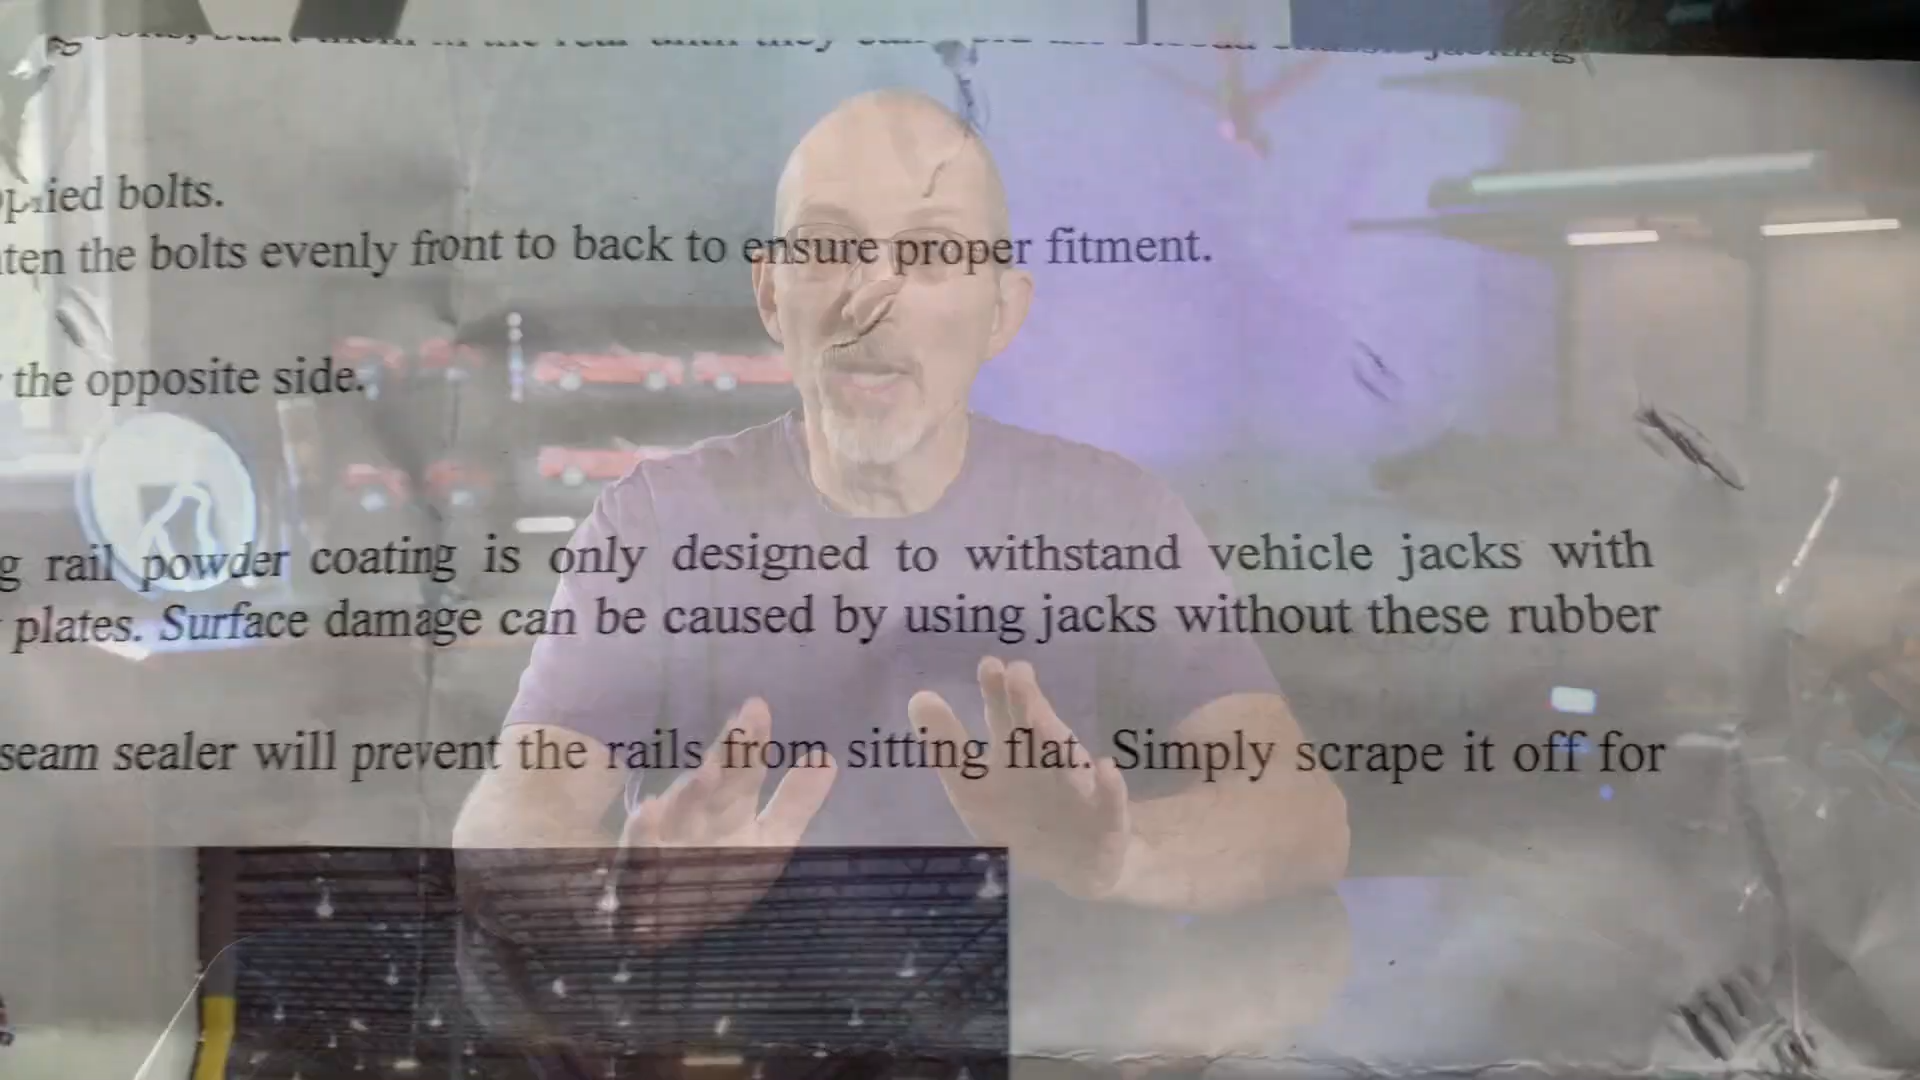 bolts.
the bolts evenly front to back to ensure proper fitment.
the opposite side.
rail powder coating is only designed to withstand vehicle jacks with
plates. Surface damage can be caused by using jacks without these rubber
seam sealer will prevent the rails from sitting flat. Simply scrape it off for